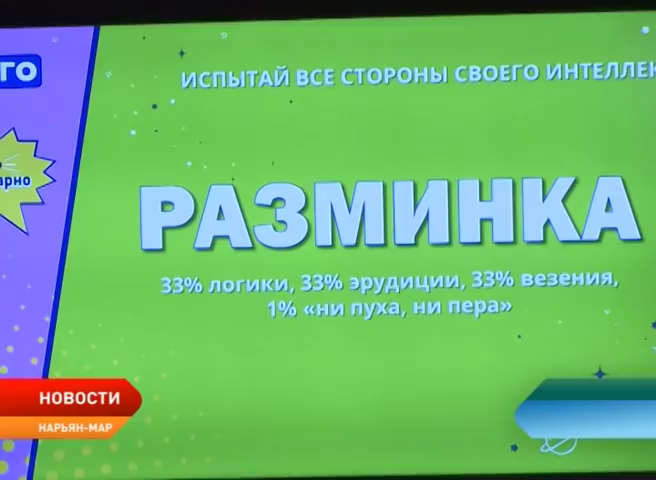 ГО
арно
ИСПЫТАЙ ВСЕ СТОРОНЫ СВОЕГО ИНТЕЛЛЕК
РАЗМИНКА
33% логики, 33% эрудиции, 33% везения,
1% «ни пуха, ни пера»
НОВОСТИ
НАРЬЯН-МАР